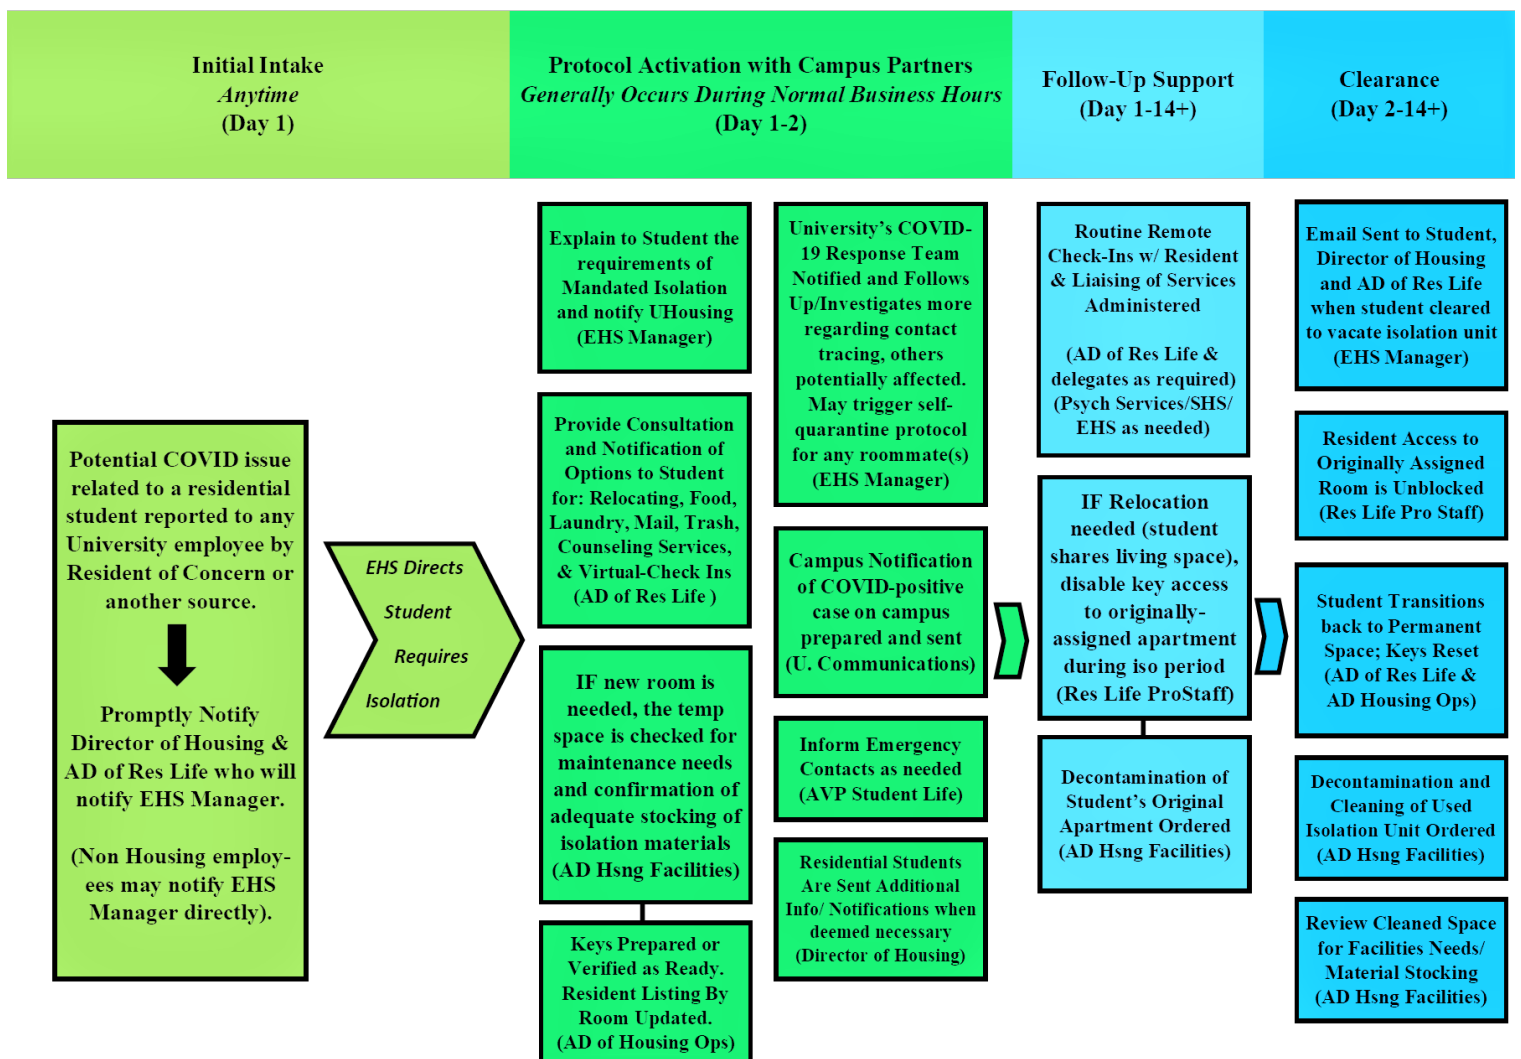 Initial Intake
Anytime
(Day 1)
Protocol Activation with Campus Partners
Generally Occurs During Normal Business Hours
(Day 1-2)
Follow-Up Support
(Day 1-14+)
Clearance
(Day 2-14+)
Potential COVID issue
related to a residential
student reported to any
University employee by
Resident of Concern or
another source.
Promptly Notify
Director of Housing &
AD of Res Life who will
notify EHS Manager.
(Non Housing employ-
ees may notify EHS
Manager directly).
EHS Directs
Student
Requires
Isolation
Explain to Student the
requirements of
Mandated Isolation
and notify UHousing
(EHS Manager)
Provide Consultation
and Notification of
Options to Student
for: Relocating, Food,
Laundry, Mail, Trash,
Counseling Services,
& Virtual-Check Ins
(AD of Res Life )
IF new room is
needed, the temp
space is checked for
maintenance needs
and confirmation of
adequate stocking of
isolation materials
(AD Hsng Facilities)
Keys Prepared or
Verified as Ready.
Resident Listing By
Room Updated.
(AD of Housing Ops)
University's COVID-
19 Response Team
Notified and Follows
Up/Investigates more
regarding contact
tracing, others
potentially affected.
May trigger self-
quarantine protocol
for any roommate(s)
(EHS Manager)
Campus Notification
of COVID-positive
case on campus
prepared and sent
(U. Communications)
Inform Emergency
Contacts as needed
(AVP Student Life)
Residential Students
Are Sent Additional
Info/ Notifications when
deemed necessary
(Director of Housing)
Routine Remote
Check-Ins w/ Resident
& Liaising of Services
Administered
(AD of Res Life &
delegates as required)
(Psych Services/SHS/
EHS as needed)
IF Relocation
needed (student
shares living space),
disable key access
to originally-
assigned apartment
during iso period
(Res Life ProStaff)
Decontamination of
Student's Original
Apartment Ordered
(AD Hsng Facilities)
Email Sent to Student,
Director of Housing
and AD of Res Life
when student cleared
to vacate isolation unit
(EHS Manager)
Resident Access to
Originally Assigned
Room is Unblocked
(Res Life Pro Staff)
Student Transitions
back to Permanent
Space; Keys Reset
(AD of Res Life &
AD Housing Ops)
Decontamination and
Cleaning of Used
Isolation Unit Ordered
(AD Hsng Facilities)
Review Cleaned Space
for Facilities Needs/
Material Stocking
(AD Hsng Facilities)